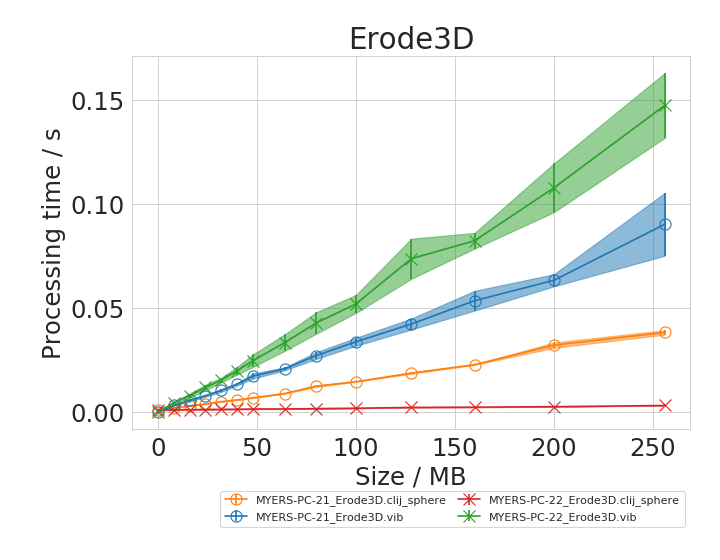 Erode3D
Processing time / s
0.15
0.10
0.05
0.00
0 50 100 150 200 250
Size / MB
MYERS-PC-21_Erode3D.clij_sphere MYERS-PC-22_Erode3D.clij_sphere
MYERS-PC-21_Erode3D.vib MYERS-PC-22_Erode3D.vib